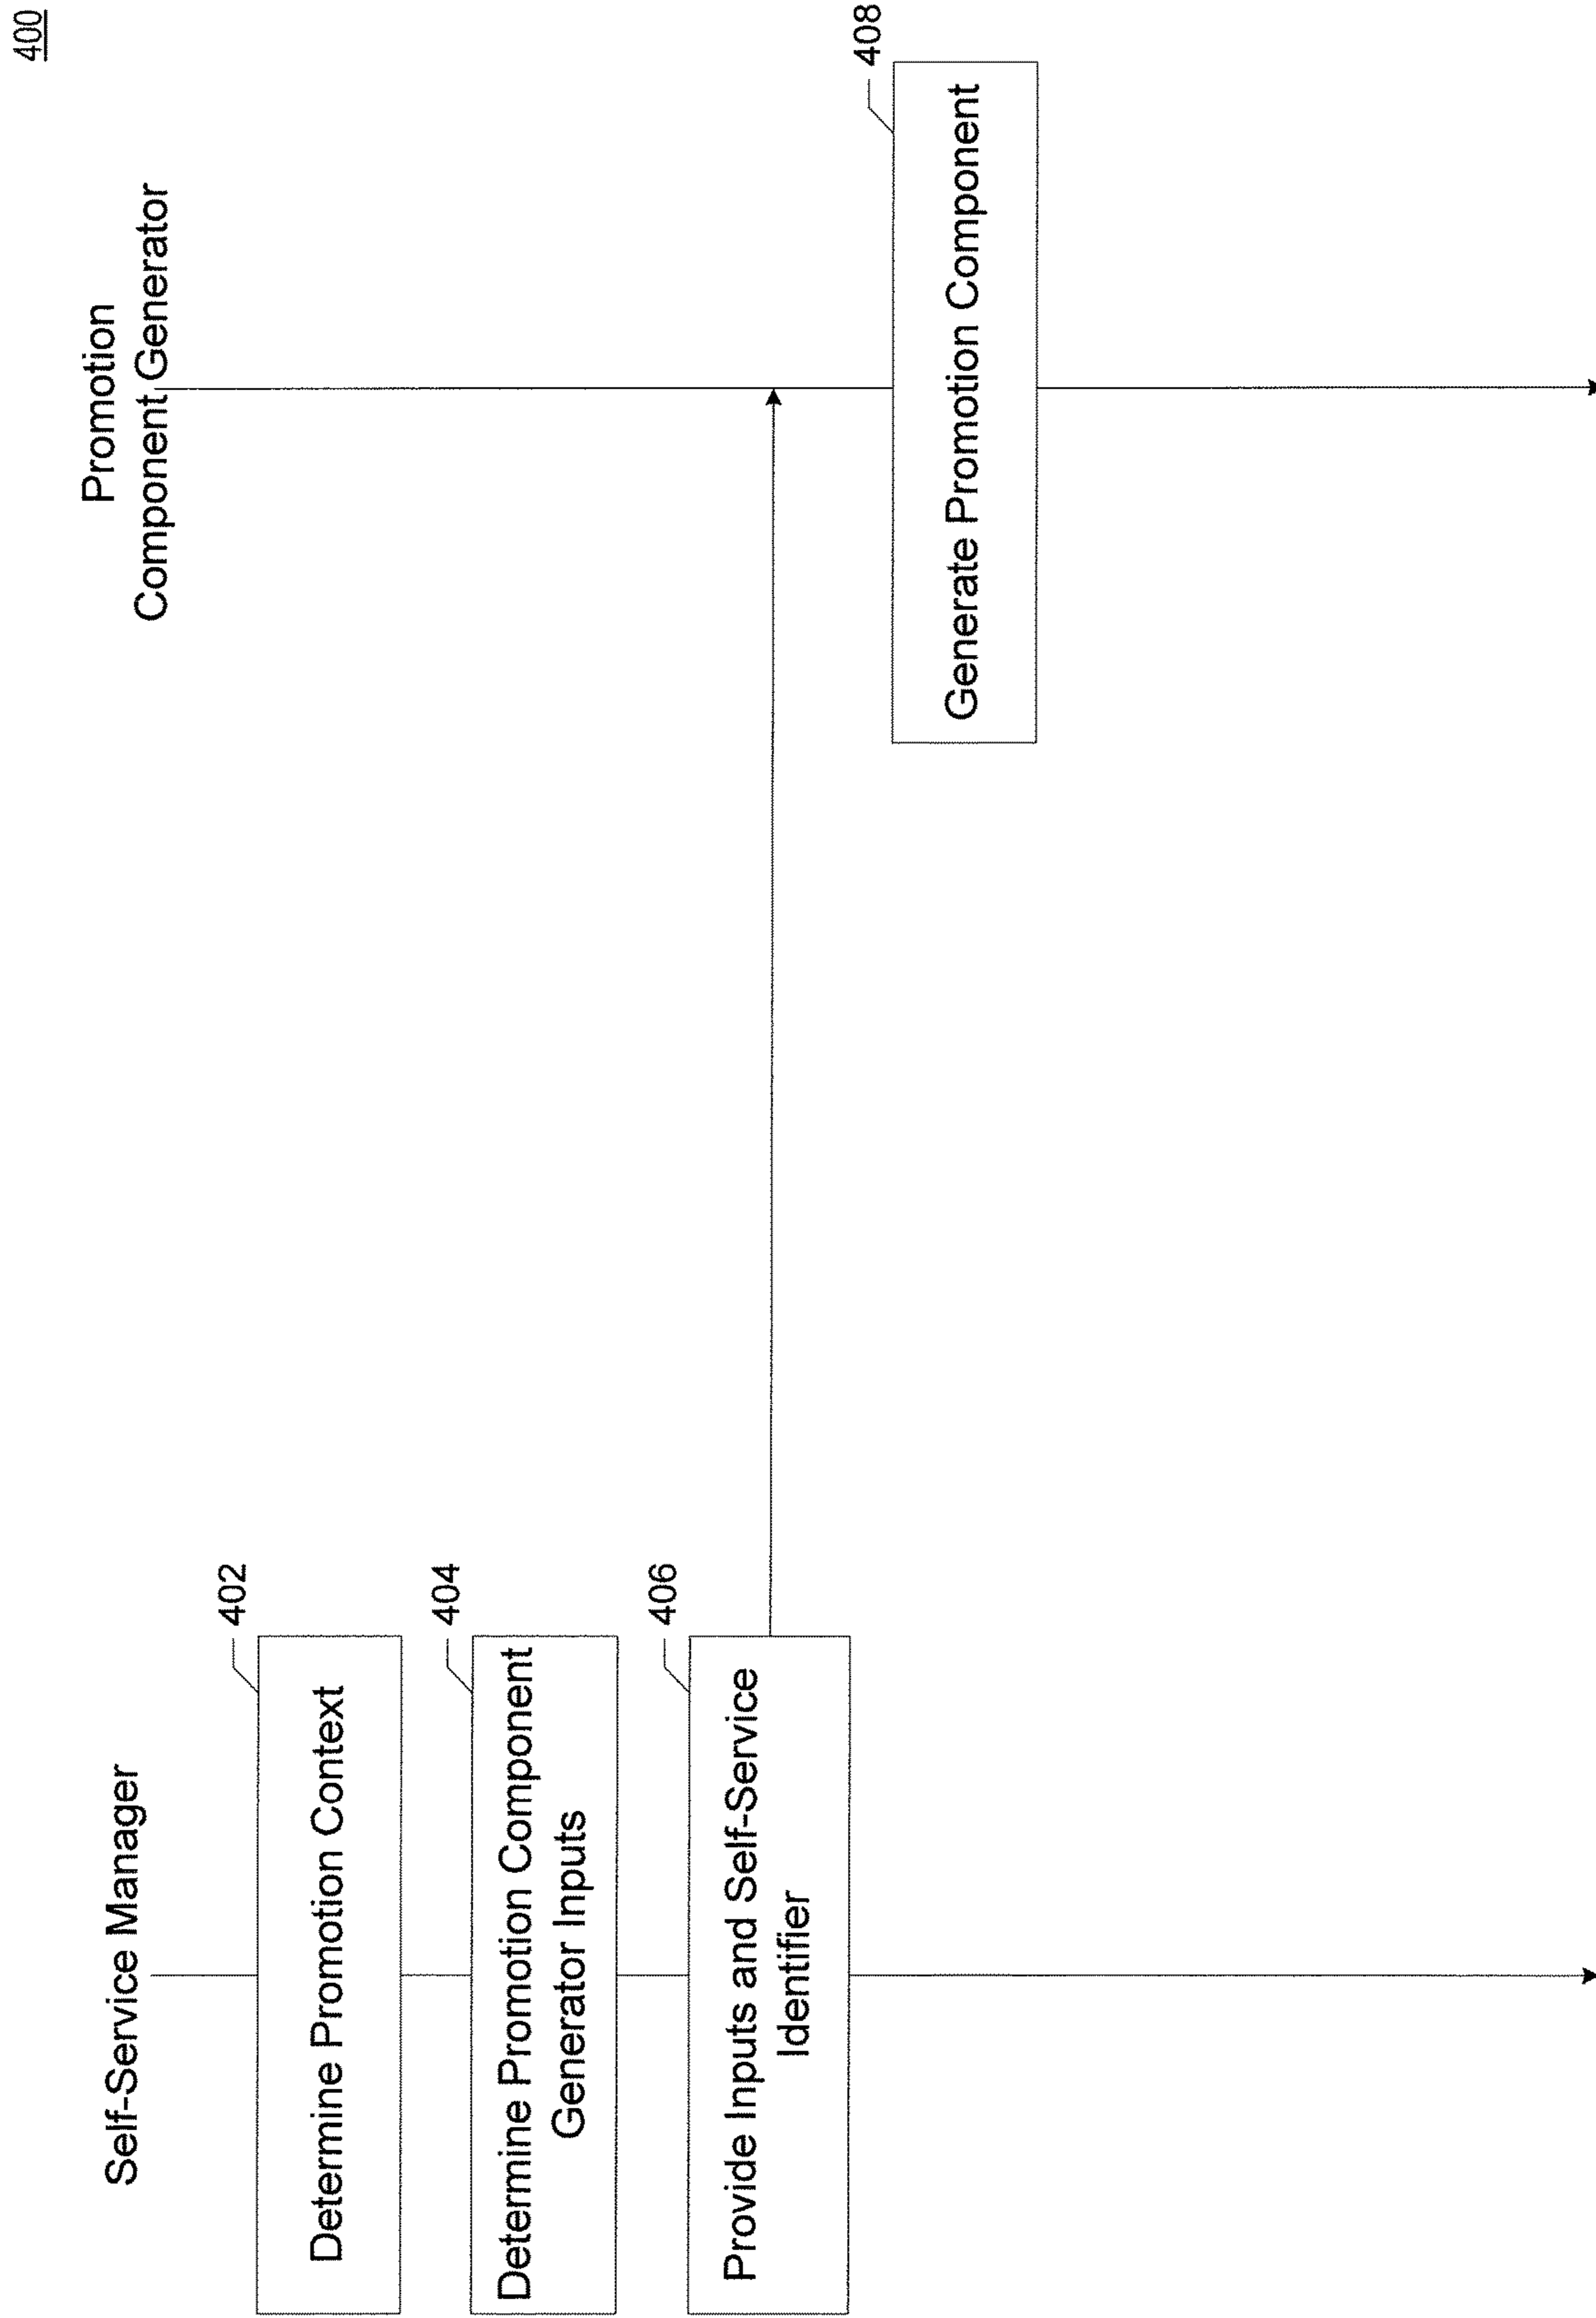 400
Self-Service Manager
Promotion
Component Generator
402
Determine Promotion Context
404
Determine Promotion Component
Generator Inputs
406
Provide Inputs and Self-Service
Identifier
408
Generate Promotion Component